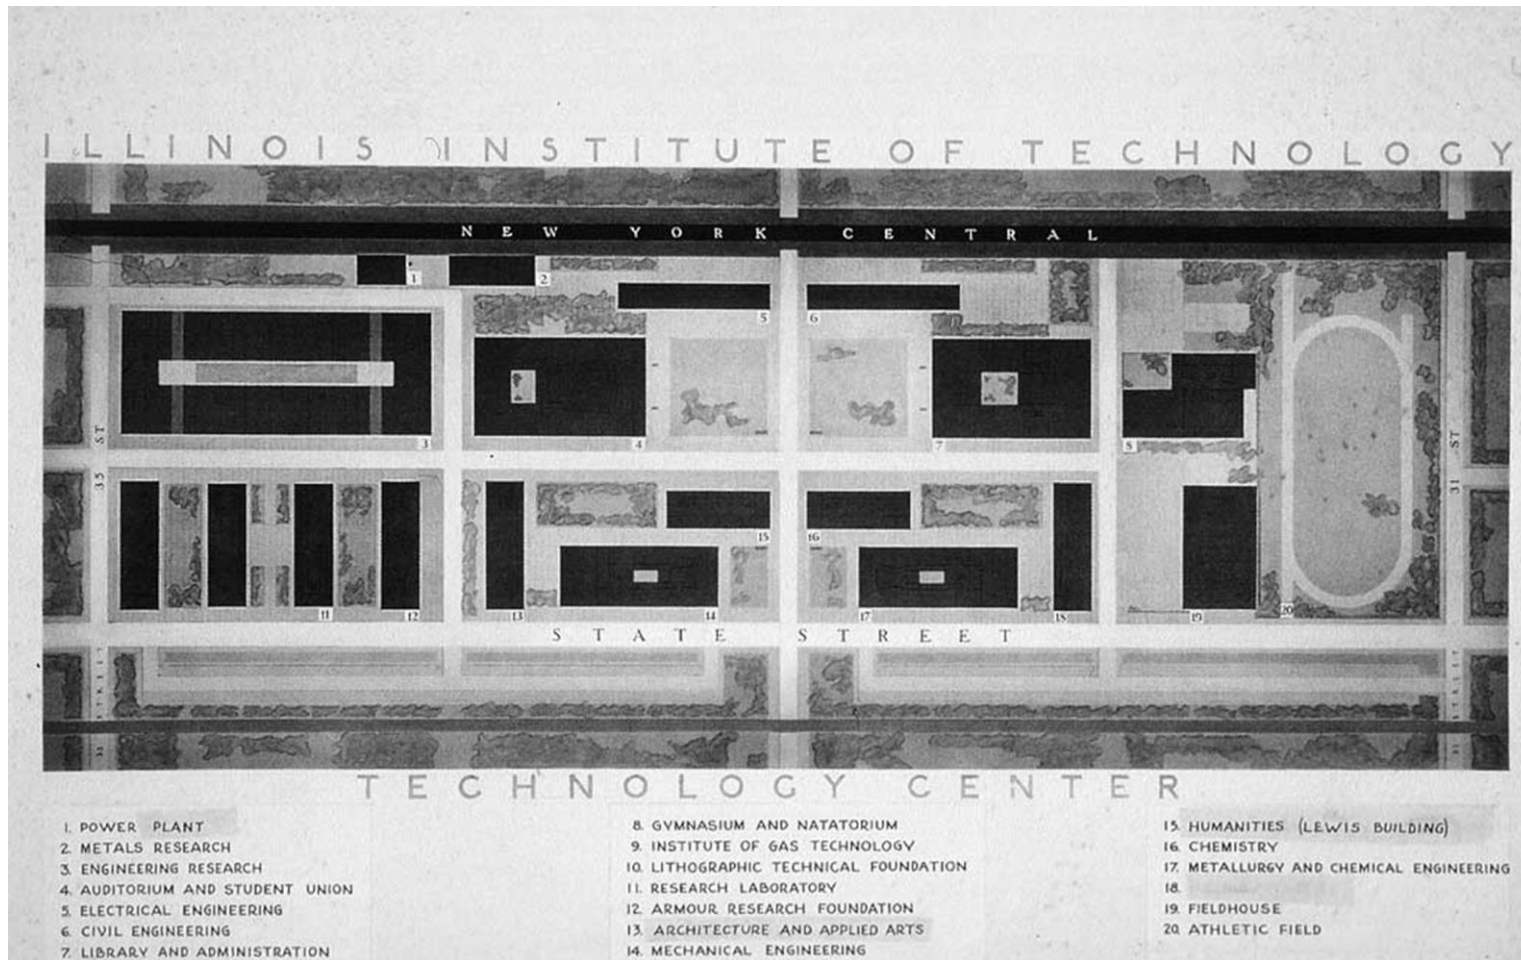 ILLINOIS INSTITUTE OF TECHNOLOGY
NEW YORK CENTRAL
1
2
5
6
3
4
7
8
35 ST
31 ST
15
16
11
12
13
14
17
18
19
20
STATE STREET
STREET
STREET
TECHNOLOGY CENTER
1. POWER PLANT
2. METALS RESEARCH
3. ENGINEERING RESEARCH
4. AUDITORIUM AND STUDENT UNION
5. ELECTRICAL ENGINEERING
6. CIVIL ENGINEERING
7. LIBRARY AND ADMINISTRATION
8. GYMNASIUM AND NATATORIUM
9. INSTITUTE OF GAS TECHNOLOGY
10. LITHOGRAPHIC TECHNICAL FOUNDATION
11. RESEARCH LABORATORY
12. ARMOUR RESEARCH FOUNDATION
13. ARCHITECTURE AND APPLIED ARTS
14. MECHANICAL ENGINEERING
15. HUMANITIES (LEWIS BUILDING)
16. CHEMISTRY
17. METALLURGY AND CHEMICAL ENGINEERING
18.
19. FIELDHOUSE
20. ATHLETIC FIELD